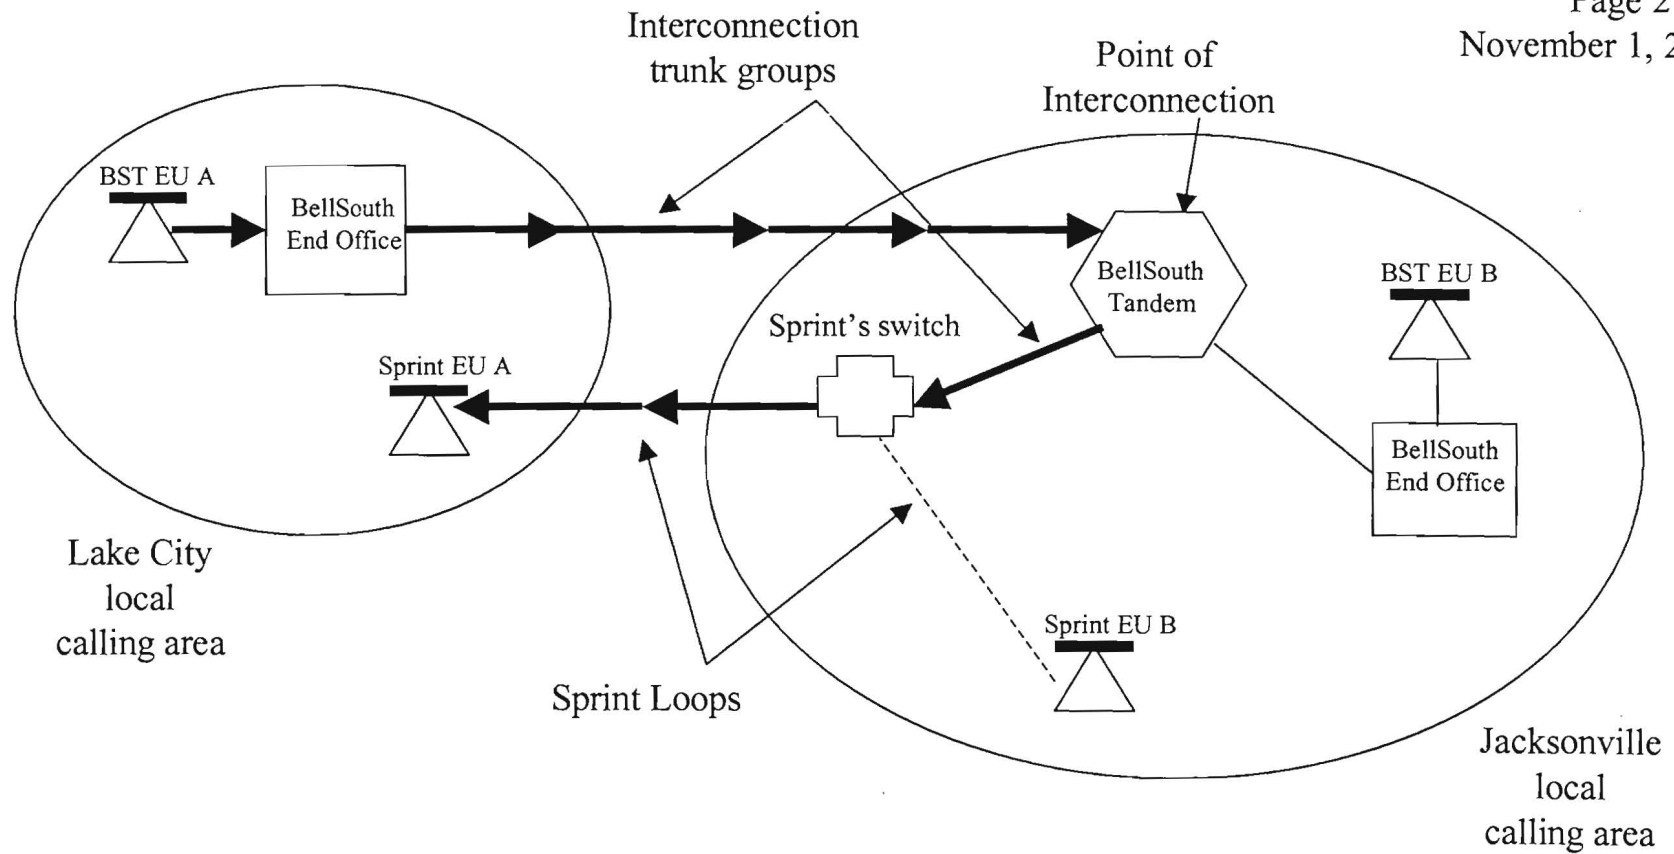 Page 2
November 1, 2
Interconnection
trunk groups
Point of
Interconnection
BST EU A
BellSouth
End Office
BellSouth
Tandem
BST EU B
Sprint's switch
Sprint EU A
BellSouth
End Office
Lake City
local
calling area
Sprint EU B
Sprint Loops
Jacksonville
local
calling area